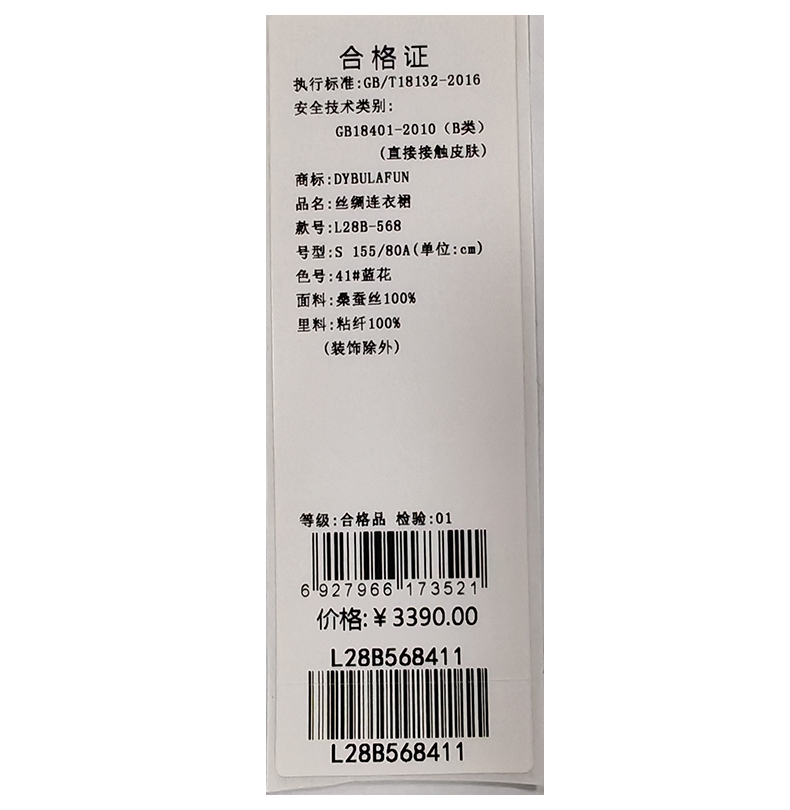 合格证
执行标准:GB/T18132-2016
安全技术类别:
GB18401-2010（B类）
(直接接触皮肤)
商标:DYBULAFUN
品名:丝绸连衣裙
款号:L28B-568
号型:S 155/80A(单位:cm)
色号:41#蓝花
面料:桑蚕丝100%
里料:粘纤100%
(装饰除外)
等级:合格品 检验:01
6 927966 173521
价格:￥3390.00
L28B568411
L28B568411